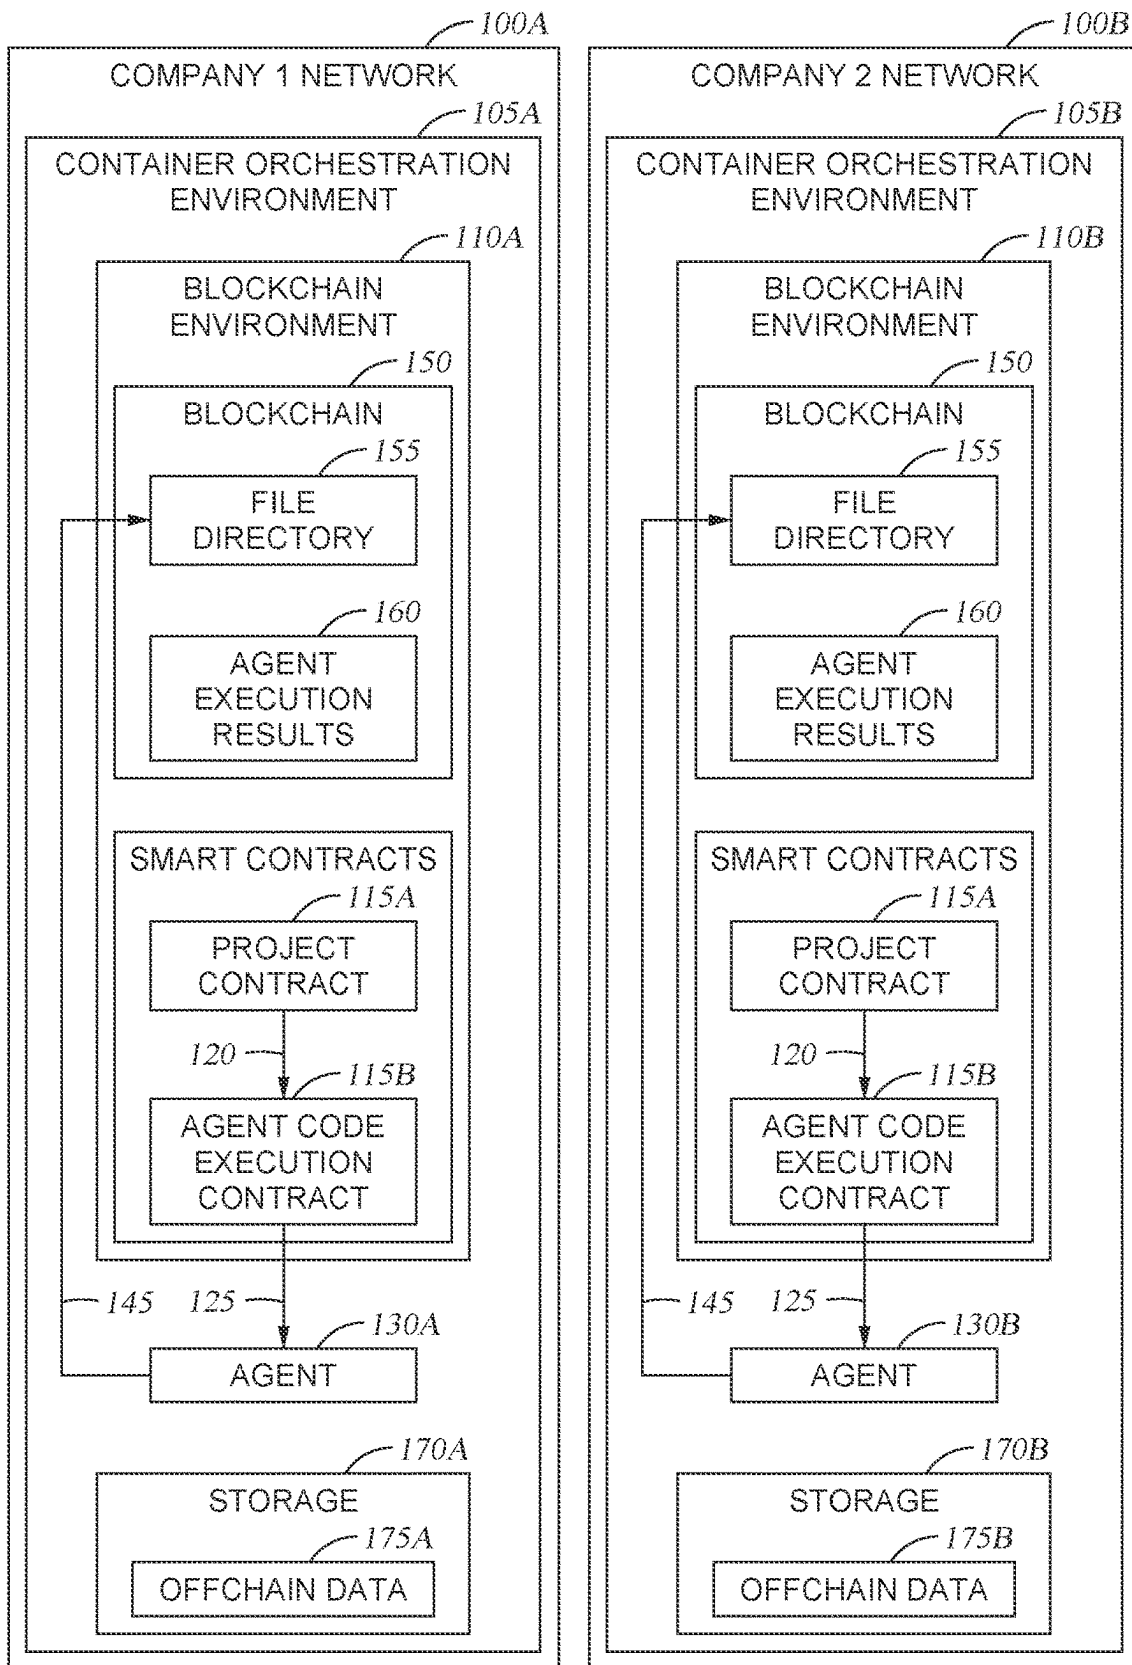 100A
COMPANY 1 NETWORK
105A
CONTAINER ORCHESTRATION
ENVIRONMENT
110A
BLOCKCHAIN
ENVIRONMENT
150
BLOCKCHAIN
155
FILE
DIRECTORY
160
AGENT
EXECUTION
RESULTS
SMART CONTRACTS
115A
PROJECT
CONTRACT
120
115B
AGENT CODE
EXECUTION
CONTRACT
145
125
130A
AGENT
170A
STORAGE
175A
OFFCHAIN DATA
100B
COMPANY 2 NETWORK
105B
CONTAINER ORCHESTRATION
ENVIRONMENT
110B
BLOCKCHAIN
ENVIRONMENT
150
BLOCKCHAIN
155
FILE
DIRECTORY
160
AGENT
EXECUTION
RESULTS
SMART CONTRACTS
115A
PROJECT
CONTRACT
120
115B
AGENT CODE
EXECUTION
CONTRACT
145
125
130B
AGENT
170B
STORAGE
175B
OFFCHAIN DATA